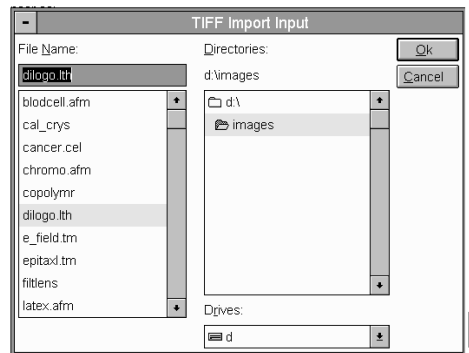 TIFF Import Input
File Name:
dilogo.lth
blodcell.afm
cal_crys
cancer.cel
chromo.afm
copolymr
dilogo.lth
e_field.tm
epitaxl.tm
filtlens
latex.afm
Directories:
d:\images
d:\
images
Drives:
d
Ok
Cancel